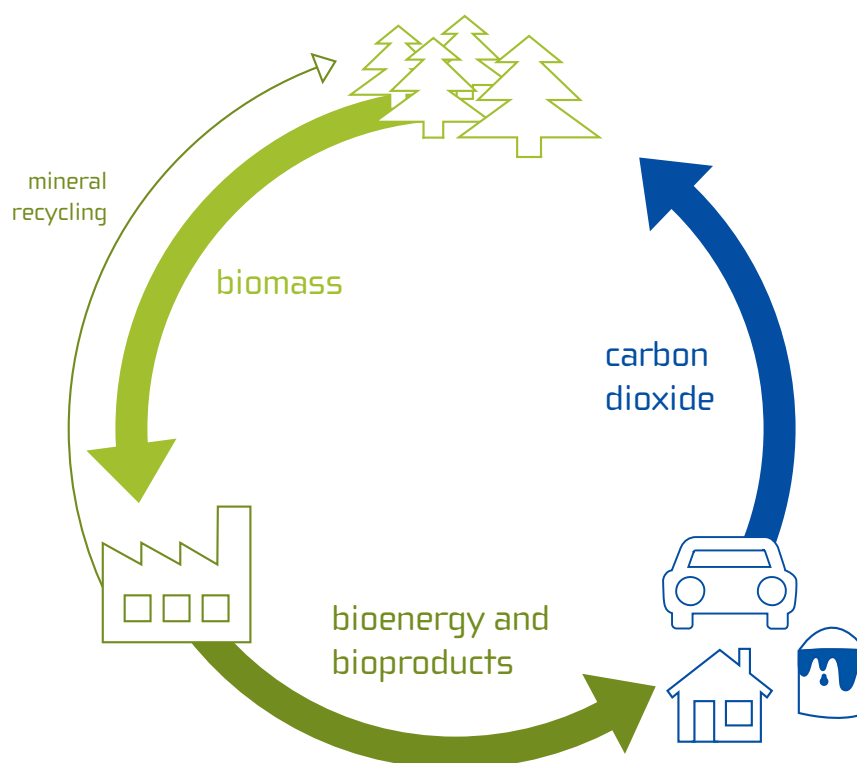 mineral
recycling
biomass
carbon
dioxide
bioenergy and
bioproducts